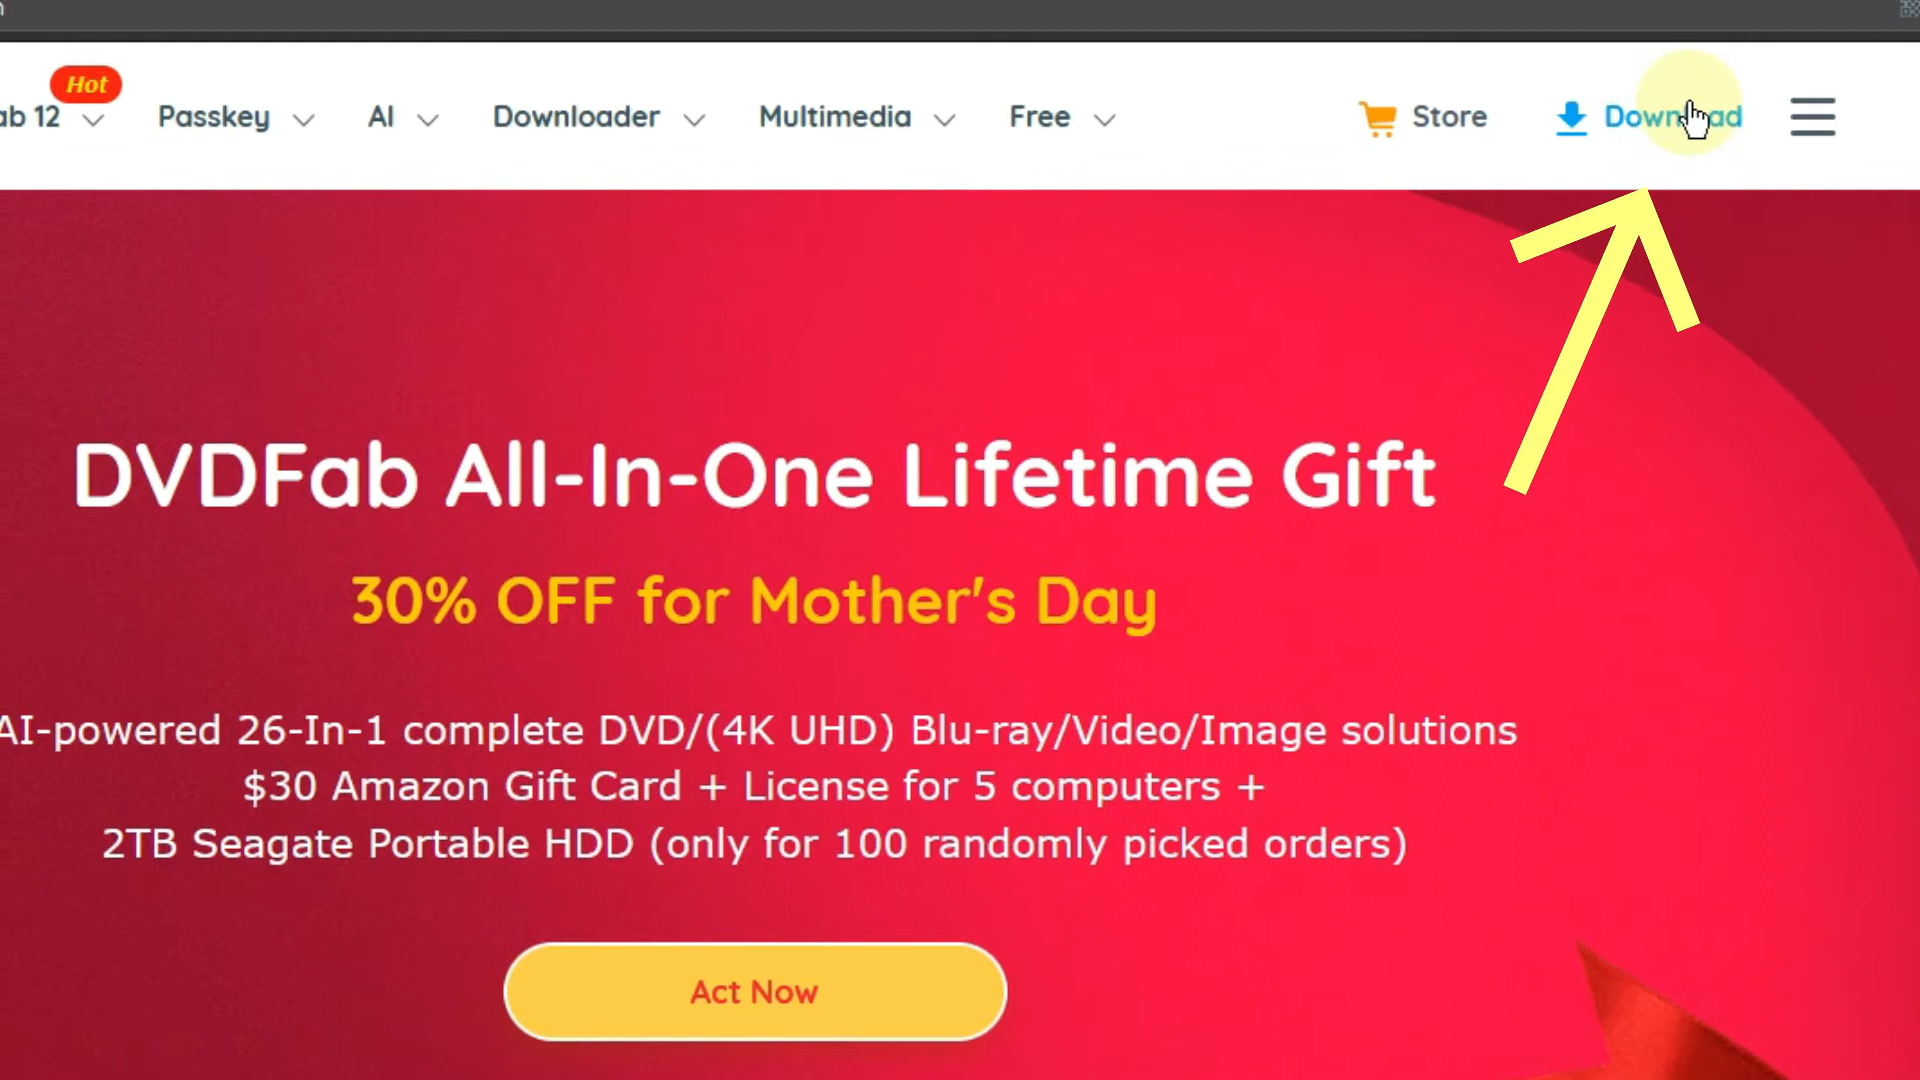 Hot
ab 12 Passkey AI Downloader Multimedia Free Store Download
DVDFab All-In-One Lifetime Gift
30% OFF for Mother's Day
AI-powered 26-In-1 complete DVD/(4K UHD) Blu-ray/Video/Image solutions
$30 Amazon Gift Card + License for 5 computers +
2TB Seagate Portable HDD (only for 100 randomly picked orders)
Act Now